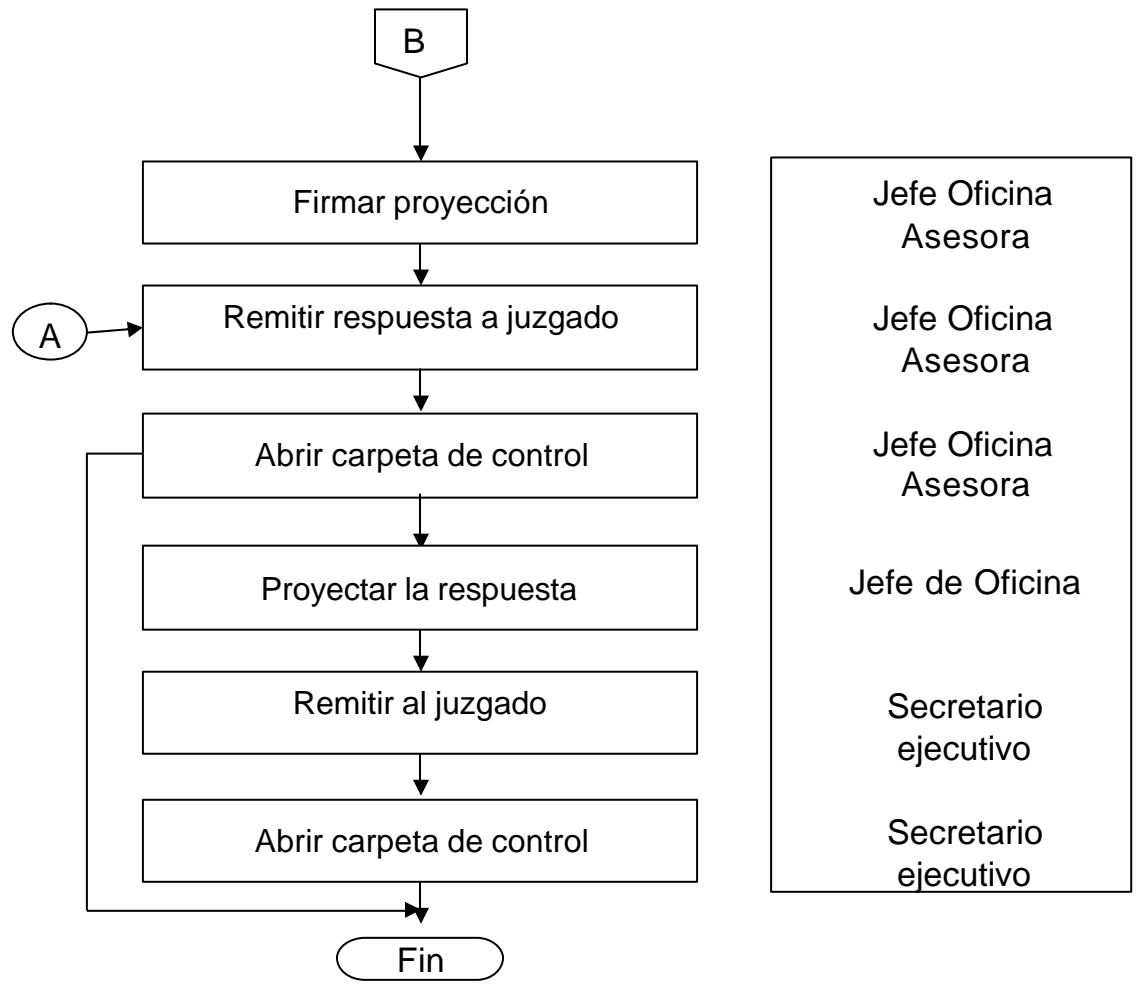 B
Firmar proyección
Jefe Oficina
Asesora
A
Remitir respuesta a juzgado
Jefe Oficina
Asesora
Abrir carpeta de control
Jefe Oficina
Asesora
Proyectar la respuesta
Jefe de Oficina
Remitir al juzgado
Secretario
ejecutivo
Abrir carpeta de control
Secretario
ejecutivo
Fin